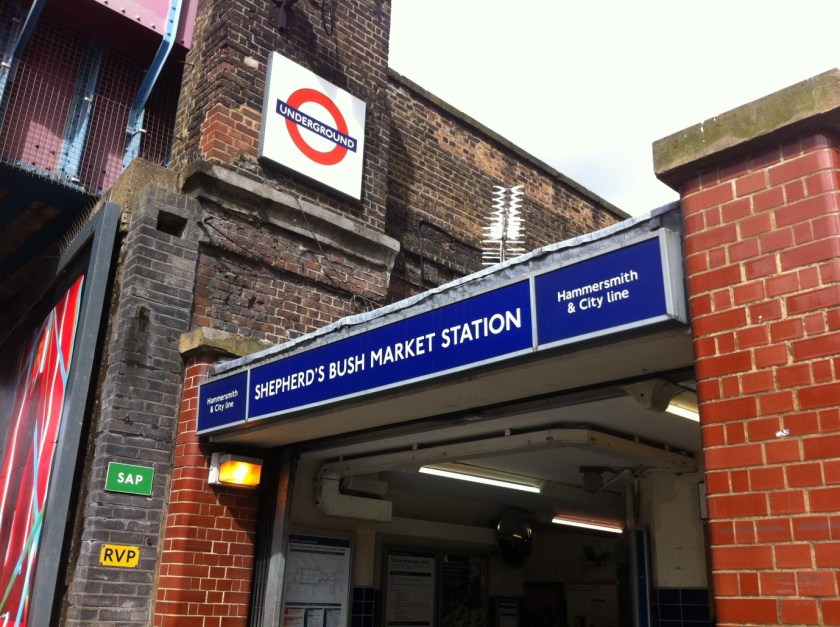 UNDERGROUND
Hammersmith
& City line
SHEPHERD'S BUSH MARKET STATION
Hammersmith
& City line
SAP
RVP